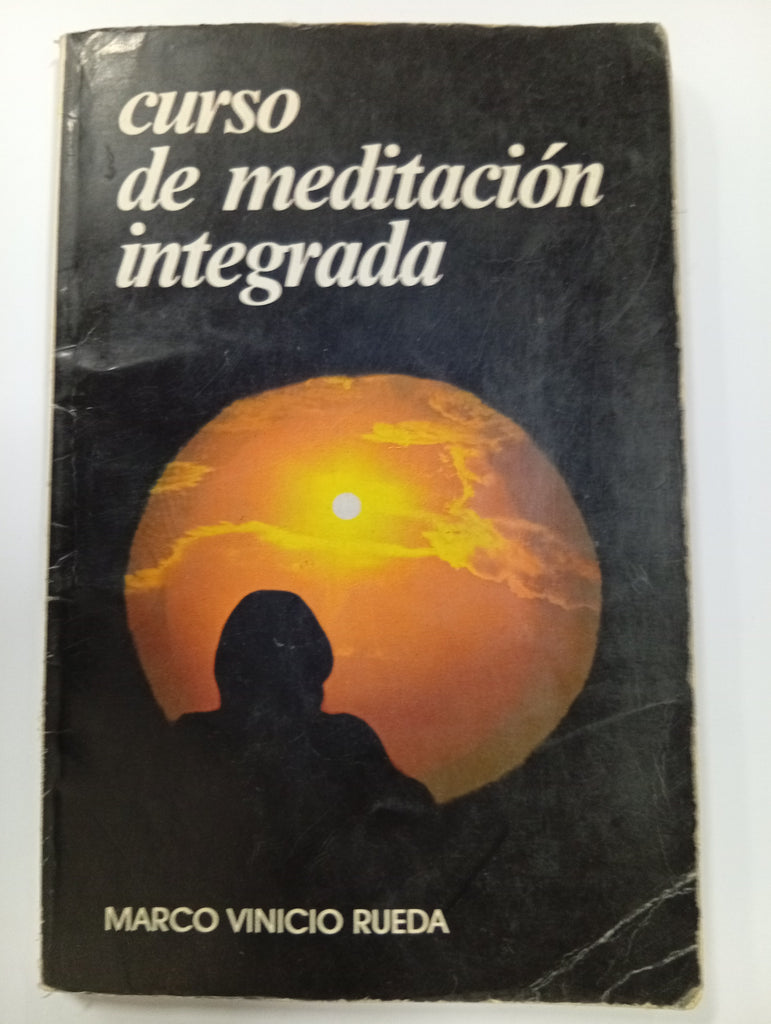 curso
de meditación
integrada
MARCO VINICIO RUEDA